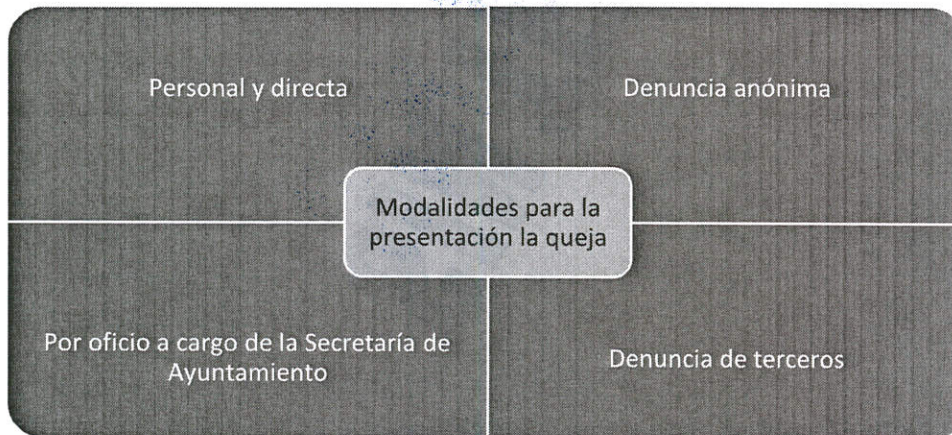 Personal y directa
Denuncia anónima
Modalidades para la
presentación la queja
Por oficio a cargo de la Secretaría de
Ayuntamiento
Denuncia de terceros